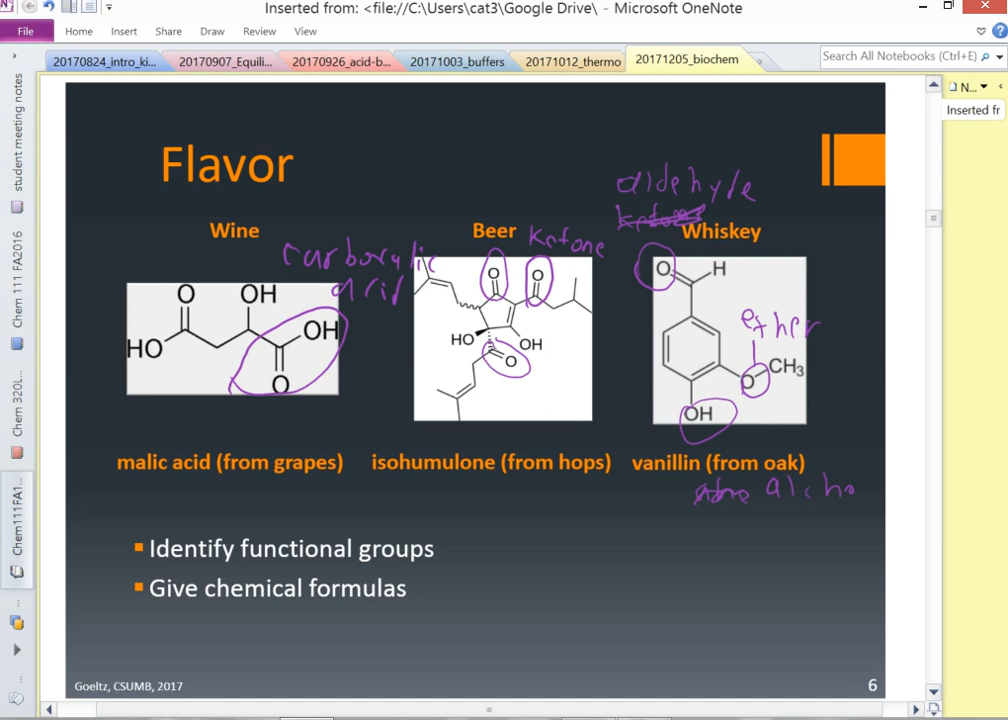 Inserted from: <file://C:\Users\cat3\Google Drive\ - Microsoft OneNote
File Home Insert Share Draw Review View
20170824_intro_ki... 20170907_Equili... 20170926_acid-b... 20171003_buffers 20171012_thermo 20171205_biochem
Search All Notebooks (Ctrl+E)
N...
Inserted fr
student meeting notes
Chem 111 FA2016
Chem 320L
Chem111FA1...
Flavor
aldehyde
ketone
Wine
Beer
Whiskey
carboxylic
acid
ketone
O OH
HO OH
O
O O
HO OH
O
O H
ether
O CH3
OH
malic acid (from grapes)
isohumulone (from hops)
vanillin (from oak)
alcho
Identify functional groups
Give chemical formulas
Goeltz, CSUMB, 2017
6